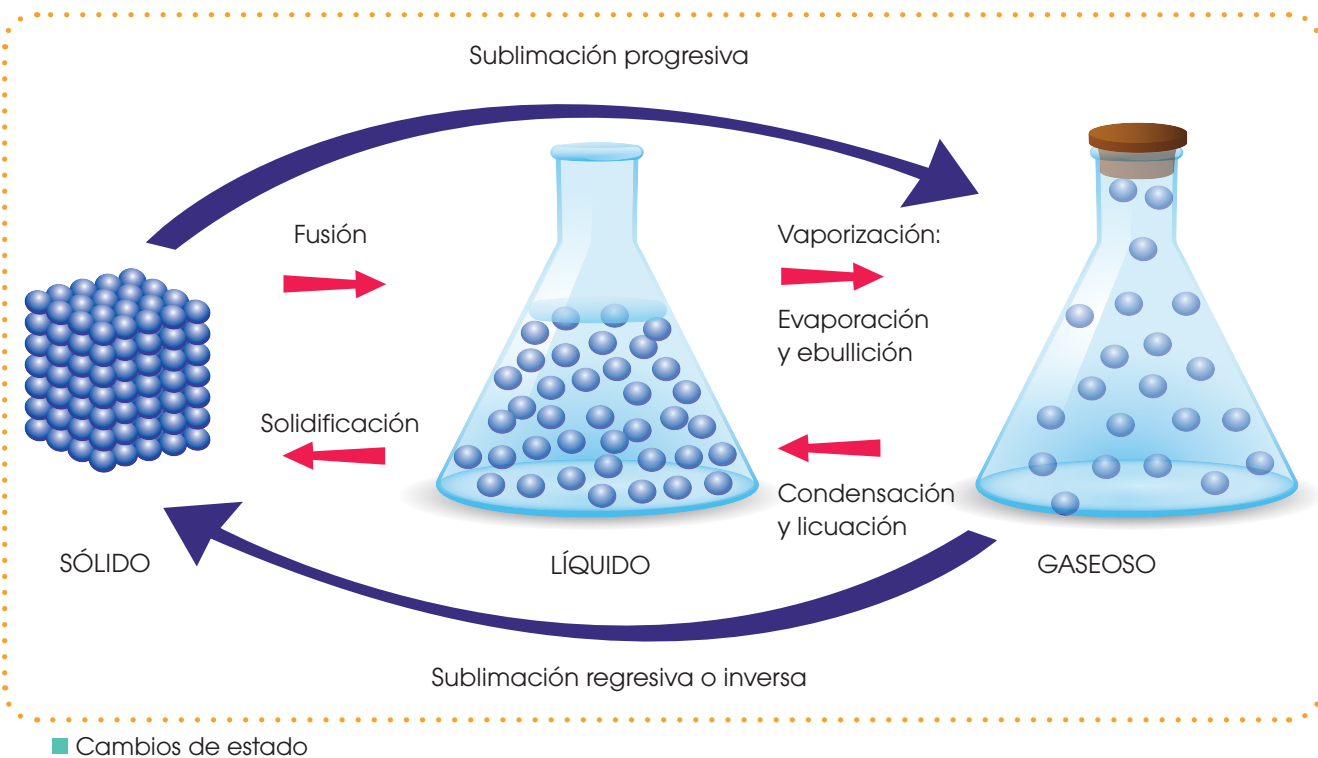 Sublimación progresiva
Fusión
Vaporización:
Evaporación
y ebullición
Solidificación
Condensación
y licuación
SÓLIDO
LÍQUIDO
GASEOSO
Sublimación regresiva o inversa
Cambios de estado